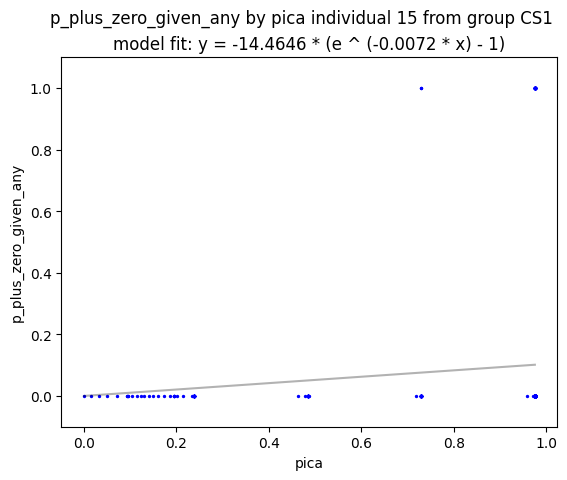 p_plus_zero_given_any by pica individual 15 from group CS1
model fit: y = -14.4646 * (e ^ (-0.0072 * x) - 1)
1.0
0.8
0.6
0.4
0.2
0.0
p_plus_zero_given_any
0.0 0.2 0.4 0.6 0.8 1.0
pica